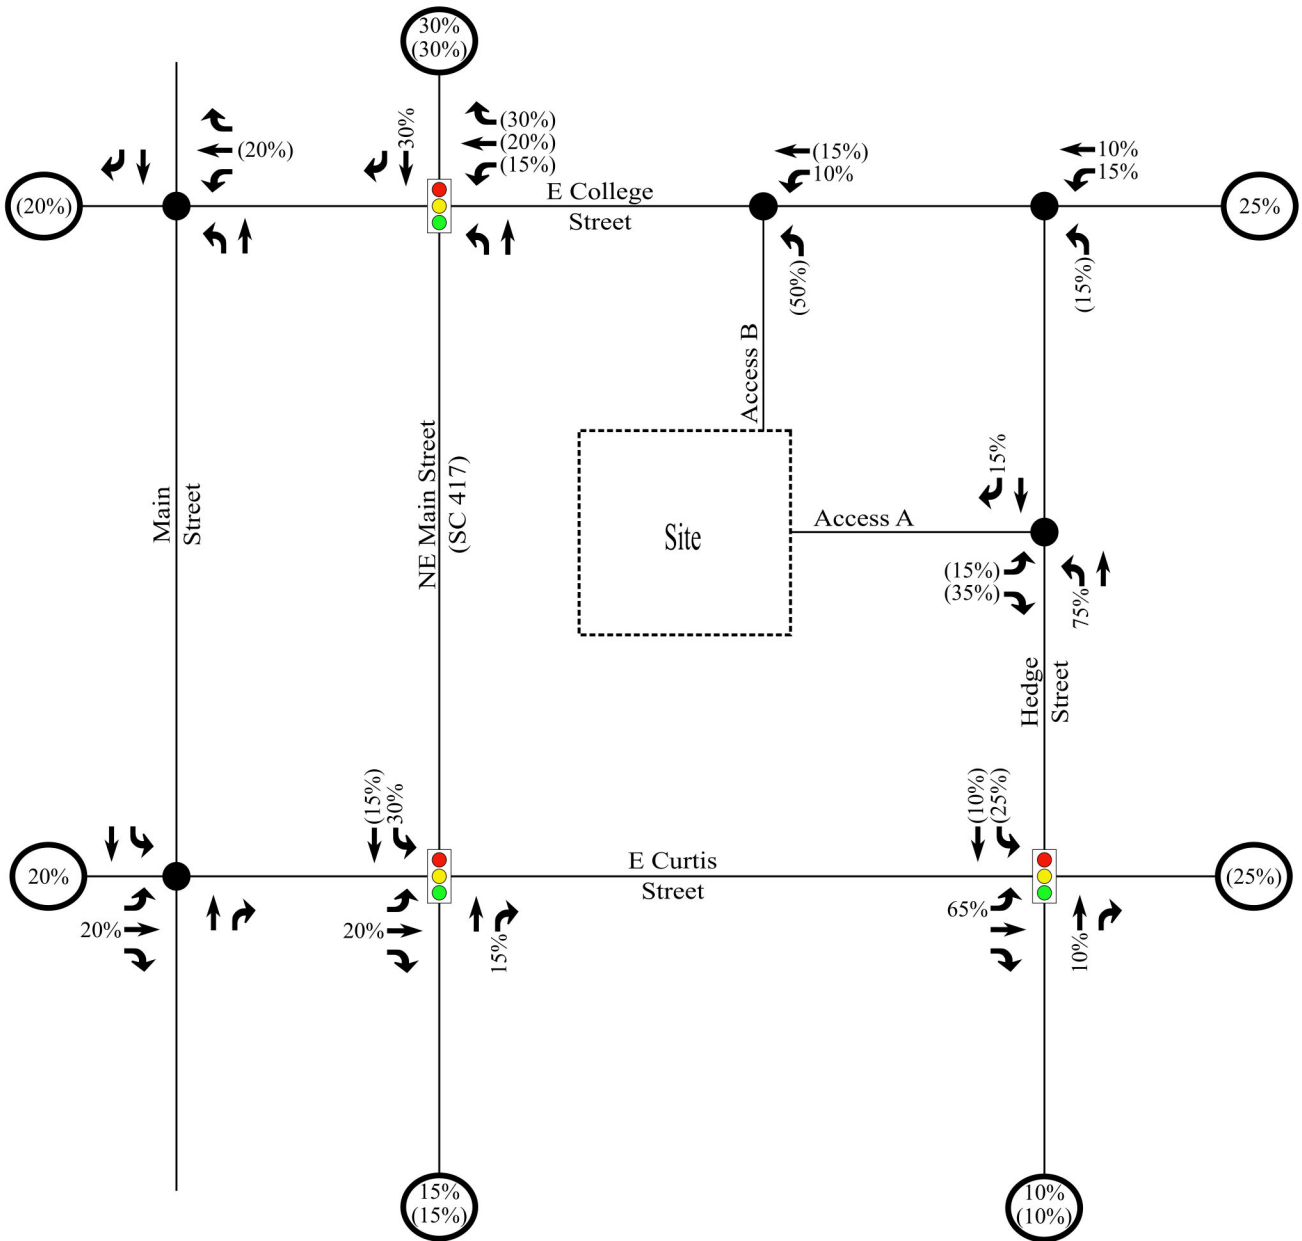 30%
(30%)
30%
(30%)
(20%)
(15%)
(20%)
(15%)
10%
10%
15%
(20%)
E College
Street
25%
(50%)
(15%)
Access B
Main
Street
NE Main Street
(SC 417)
15%
Site
Access A
(15%)
(35%)
75%
Hedge
Street
(15%)
30%
(10%)
(25%)
20%
E Curtis
Street
(25%)
20%
20%
15%
65%
10%
15%
(15%)
10%
(10%)